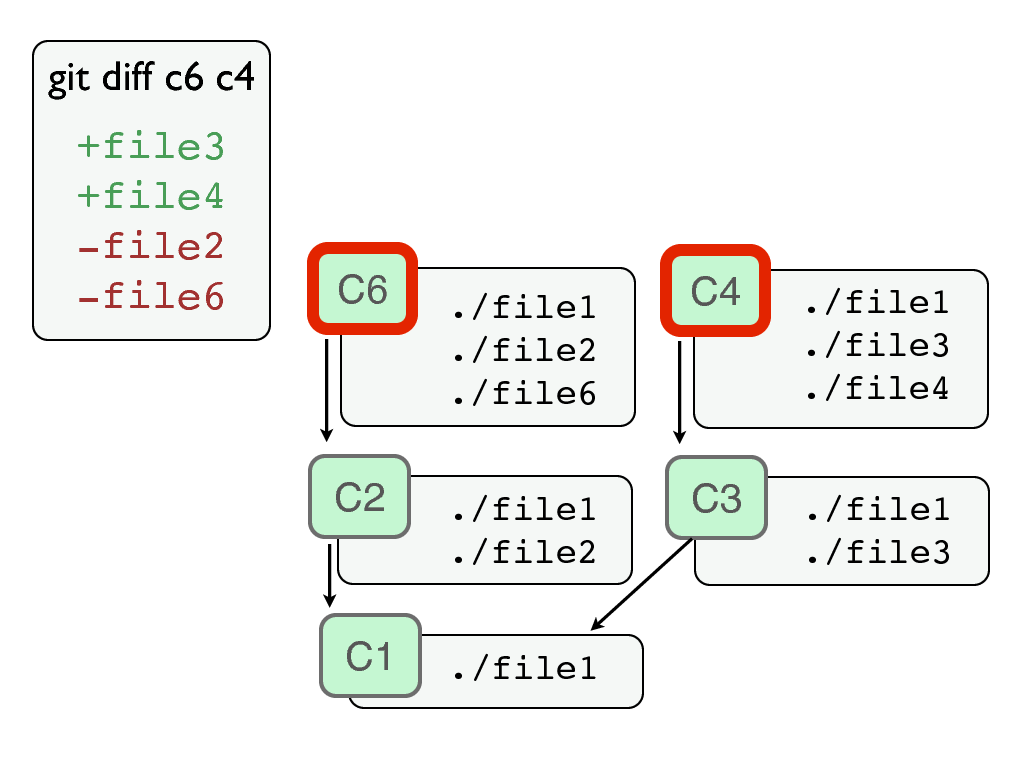 git diff c6 c4
+file3
+file4
-file2
-file6
C6
./file1
./file2
./file6
C4
./file1
./file3
./file4
C2
./file1
./file2
C3
./file1
./file3
C1
./file1